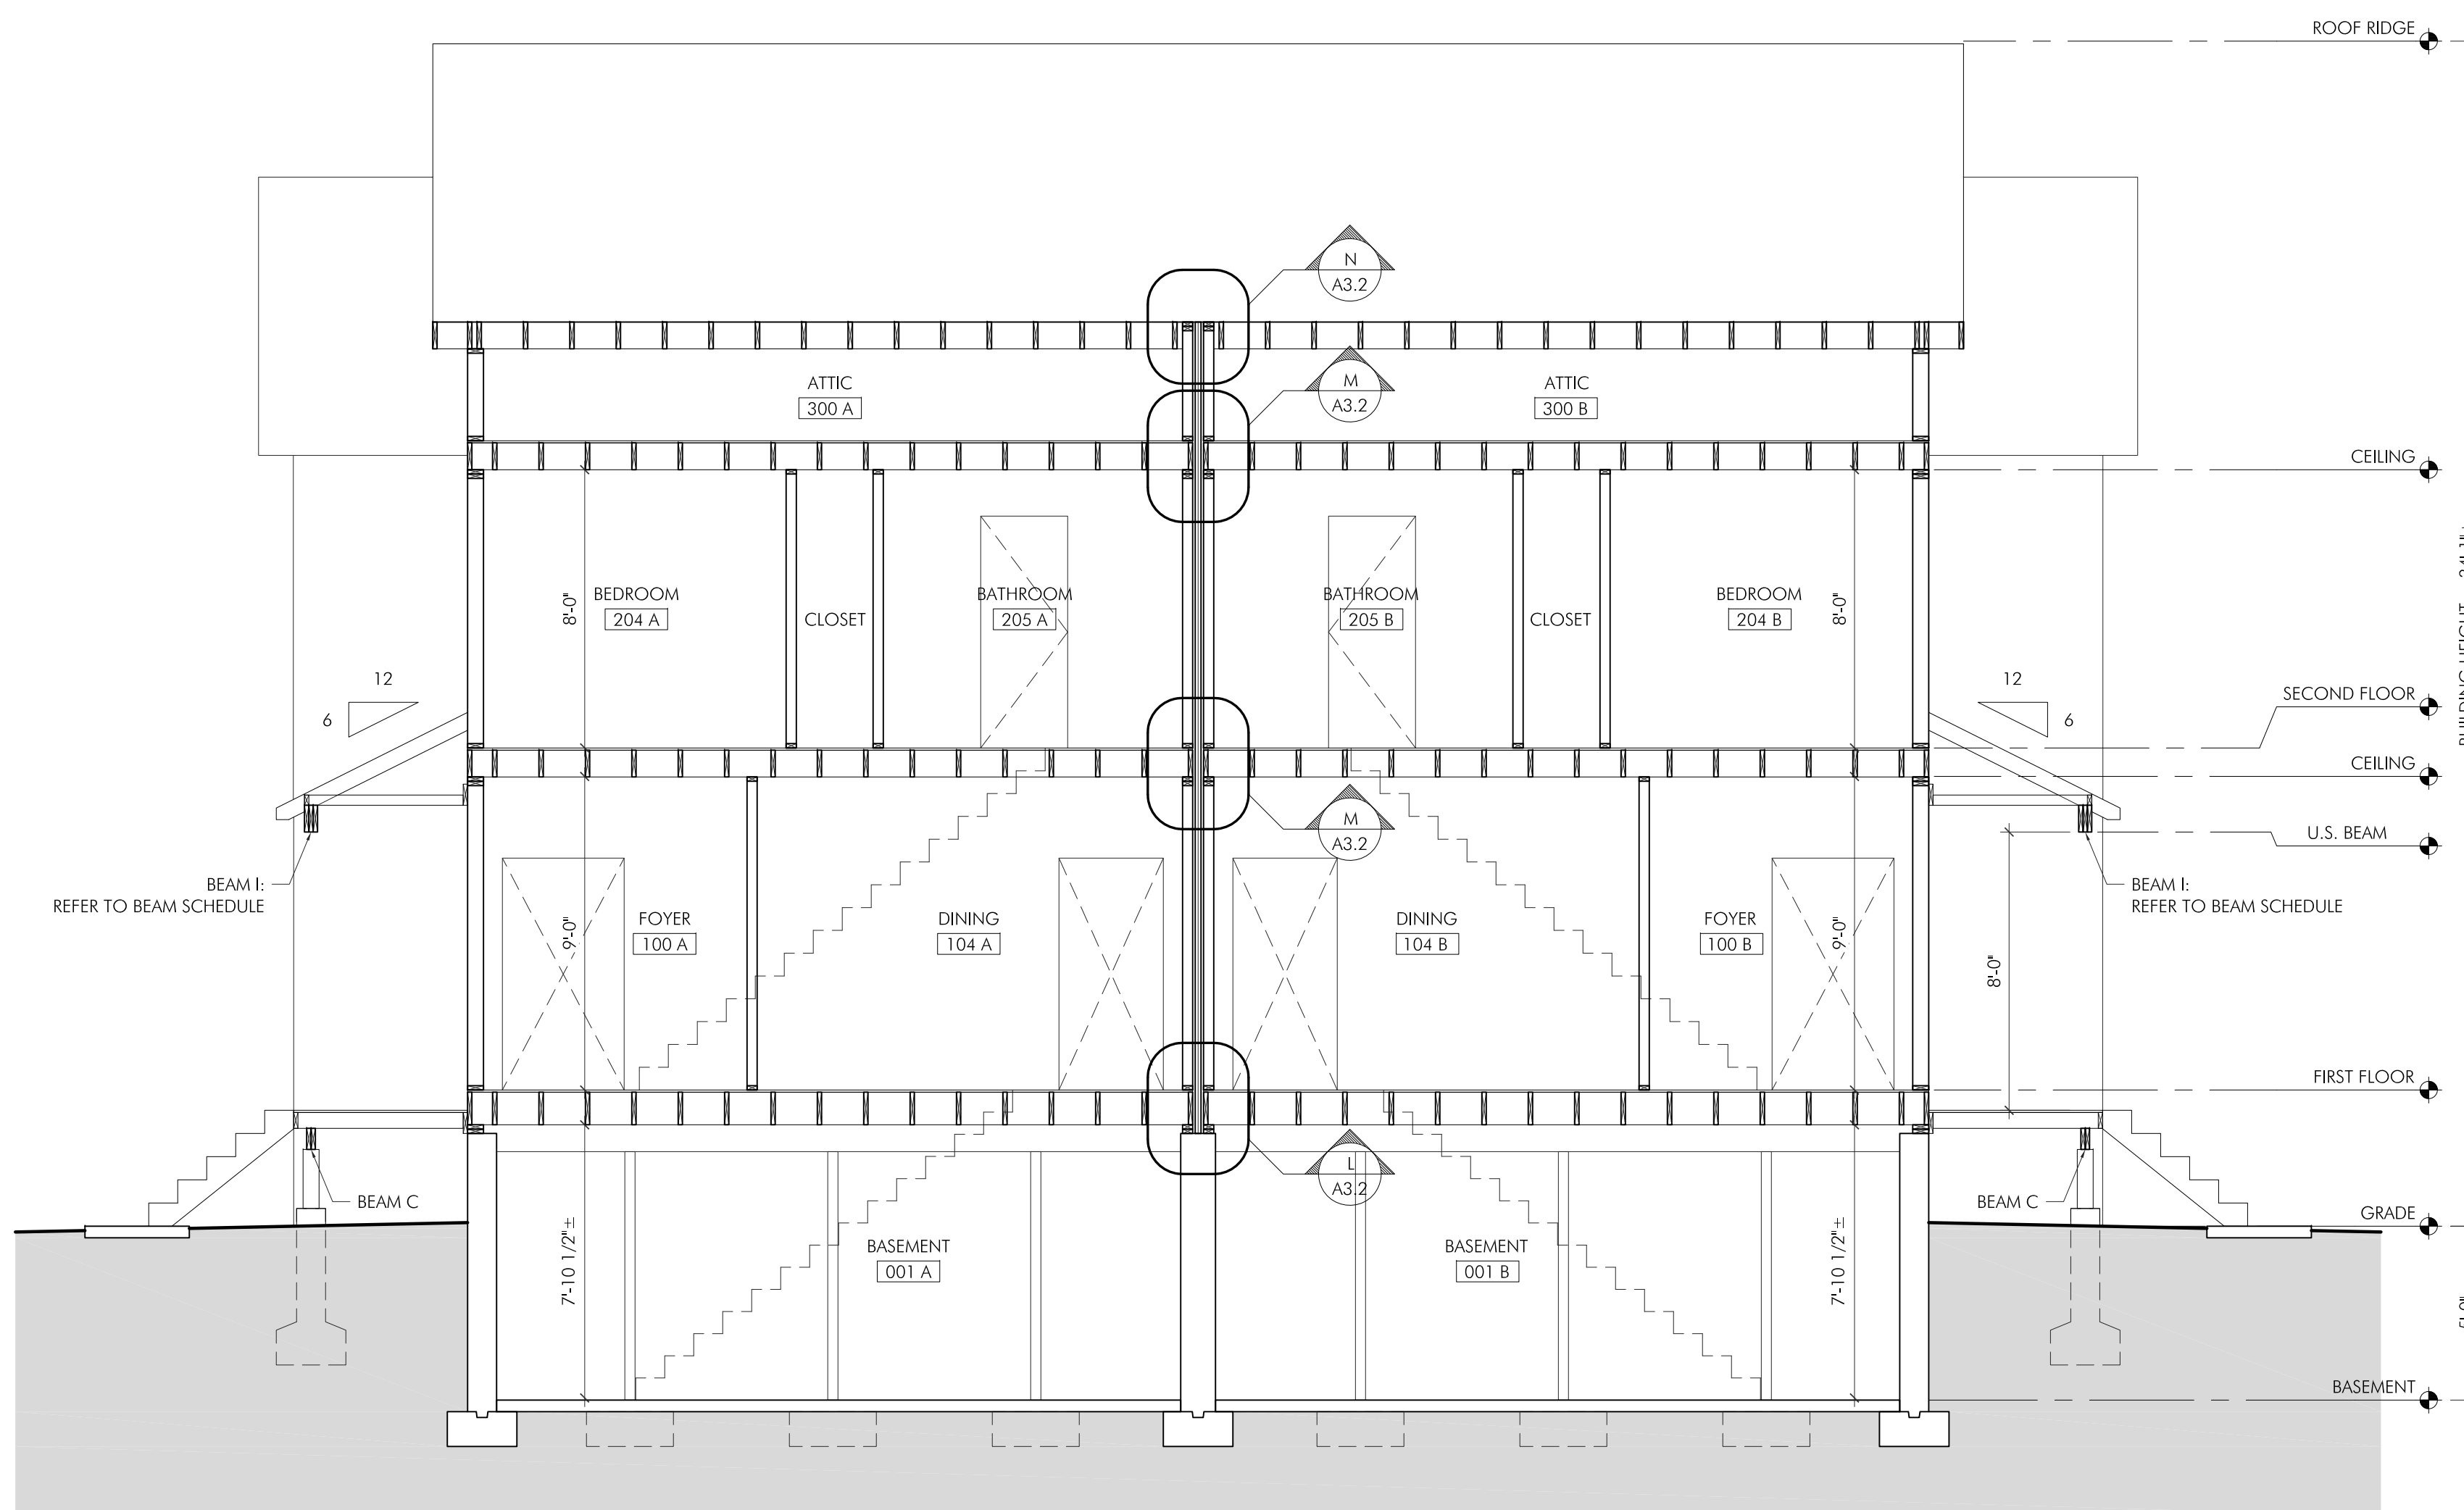 ROOF RIDGE
N
A3.2
ATTIC
300 A
M
A3.2
ATTIC
300 B
CEILING
BEDROOM
204 A
8'-0"
CLOSET
BATHROOM
205 A
BATHROOM
205 B
CLOSET
BEDROOM
204 B
8'-0"
12
6
12
6
SECOND FLOOR
CEILING
U.S. BEAM
M
A3.2
BEAM I:
REFER TO BEAM SCHEDULE
BEAM I:
REFER TO BEAM SCHEDULE
FOYER
100 A
9'-0"
DINING
104 A
DINING
104 B
FOYER
100 B
9'-0"
8'-0"
FIRST FLOOR
L
A3.2
BEAM C
BEAM C
GRADE
7'-10 1/2"±
BASEMENT
001 A
BASEMENT
001 B
7'-10 1/2"±
BASEMENT